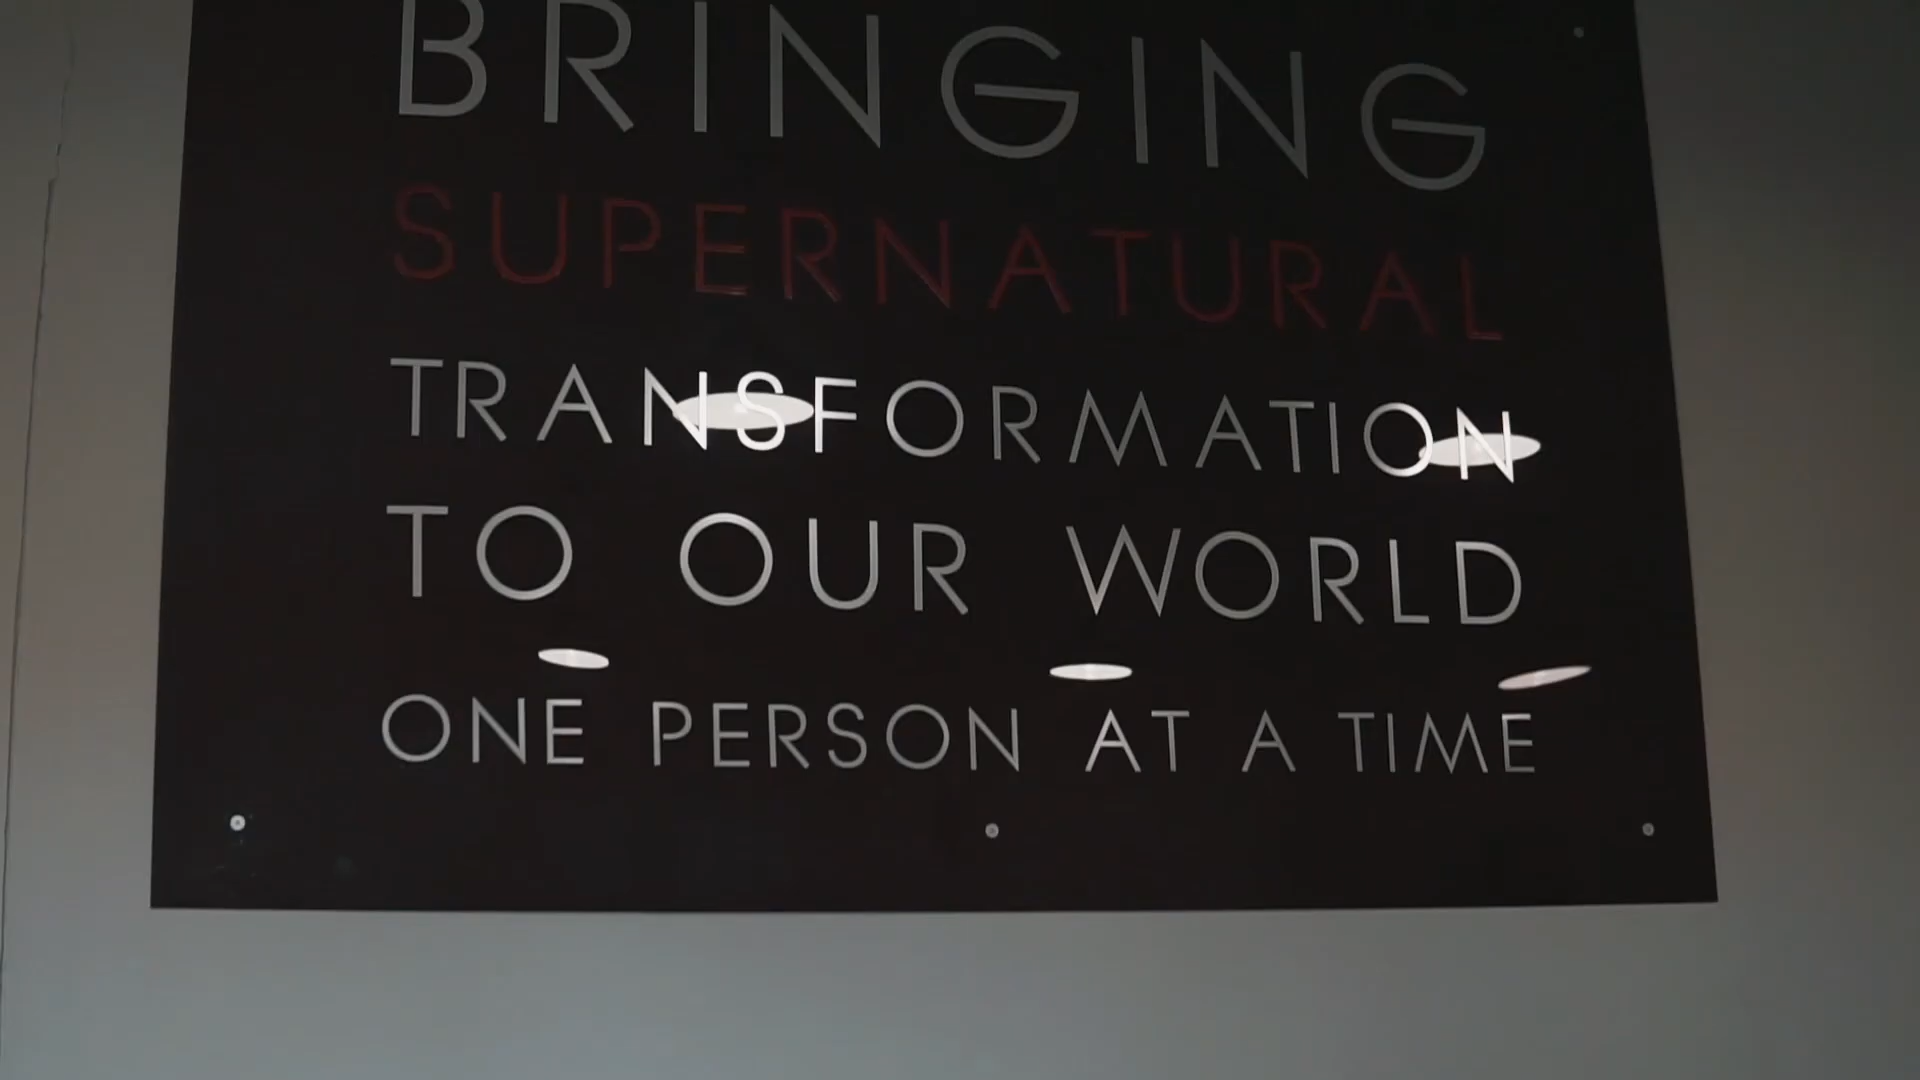 BRINGING
SUPERNATURAL
TRANSFORMATION
TO OUR WORLD
ONE PERSON AT A TIME